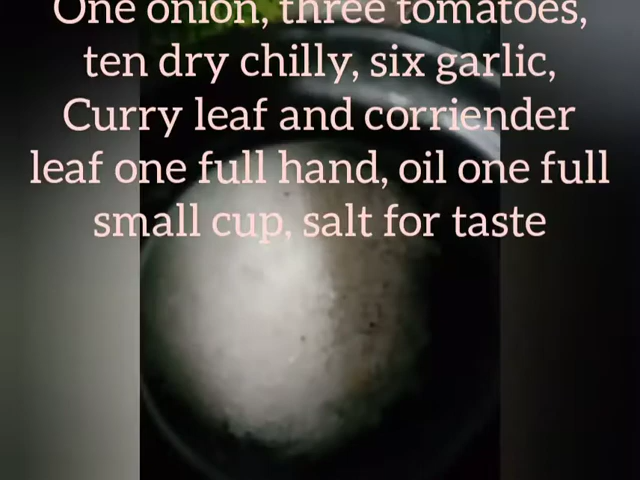 One onion, three tomatoes,
ten dry chilly, six garlic,
Curry leaf and corriender
leaf one full hand, oil one full
small cup, salt for taste